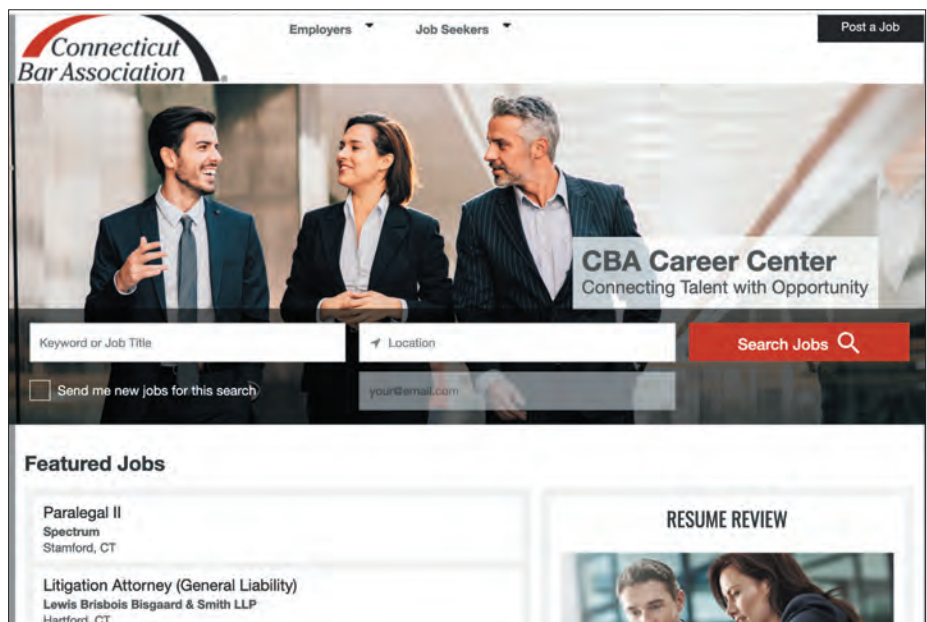 Connecticut
Bar Association
Employers
Job Seekers
Post a Job
CBA Career Center
Connecting Talent with Opportunity
Keyword or Job Title
Location
Search Jobs
Send me new jobs for this search
your@email.com
Featured Jobs
Paralegal II
Spectrum
Stamford, CT
Litigation Attorney (General Liability)
Lewis Brisbois Bisgaard & Smith LLP
Hartford, CT
RESUME REVIEW